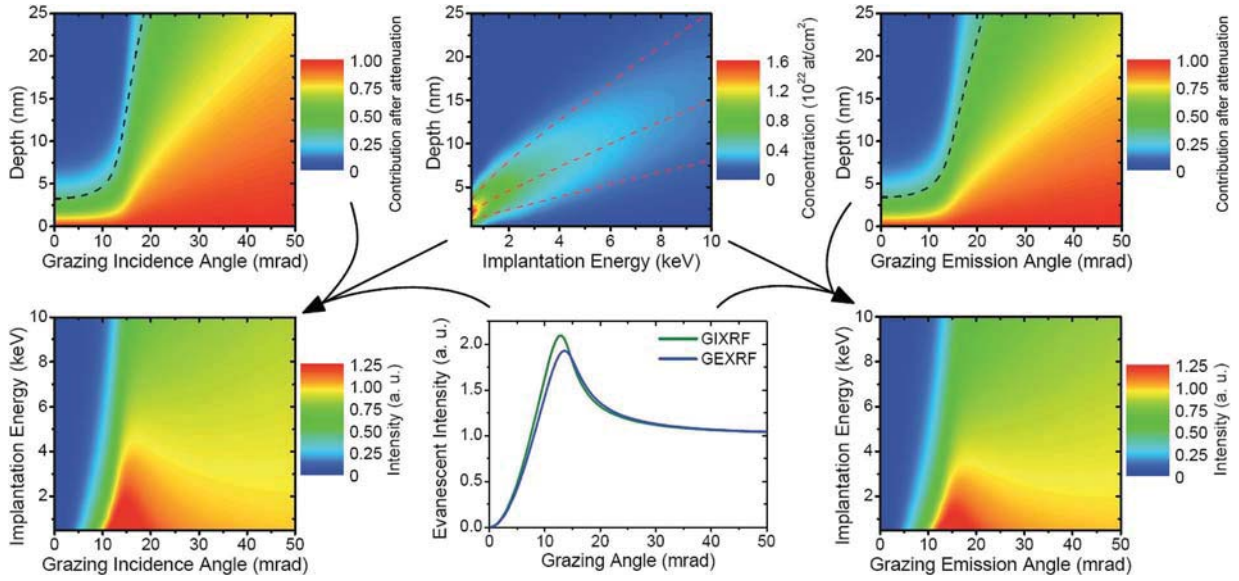 25
20
15
10
5
0
Depth (nm)
0 10 20 30 40 50
Grazing Incidence Angle (mrad)
1.00
0.75
0.50
0.25
0
Contribution after attenuation
25
20
15
10
5
Depth (nm)
2 4 6 8 10
Implantation Energy (keV)
1.6
1.2
0.8
0.4
0
Concentration (10²² at/cm²)
25
20
15
10
5
0
Depth (nm)
0 10 20 30 40 50
Grazing Emission Angle (mrad)
1.00
0.75
0.50
0.25
0
Contribution after attenuation
10
8
6
4
2
Implantation Energy (keV)
0 10 20 30 40 50
Grazing Incidence Angle (mrad)
1.25
1.00
0.75
0.50
0.25
0
Intensity (a. u.)
2.0
1.5
1.0
0.5
0.0
Evanescent Intensity (a. u.)
GIXRF
GEXRF
0 10 20 30 40 50
Grazing Angle (mrad)
10
8
6
4
2
Implantation Energy (keV)
0 10 20 30 40 50
Grazing Emission Angle (mrad)
1.25
1.00
0.75
0.50
0.25
0
Intensity (a. u.)